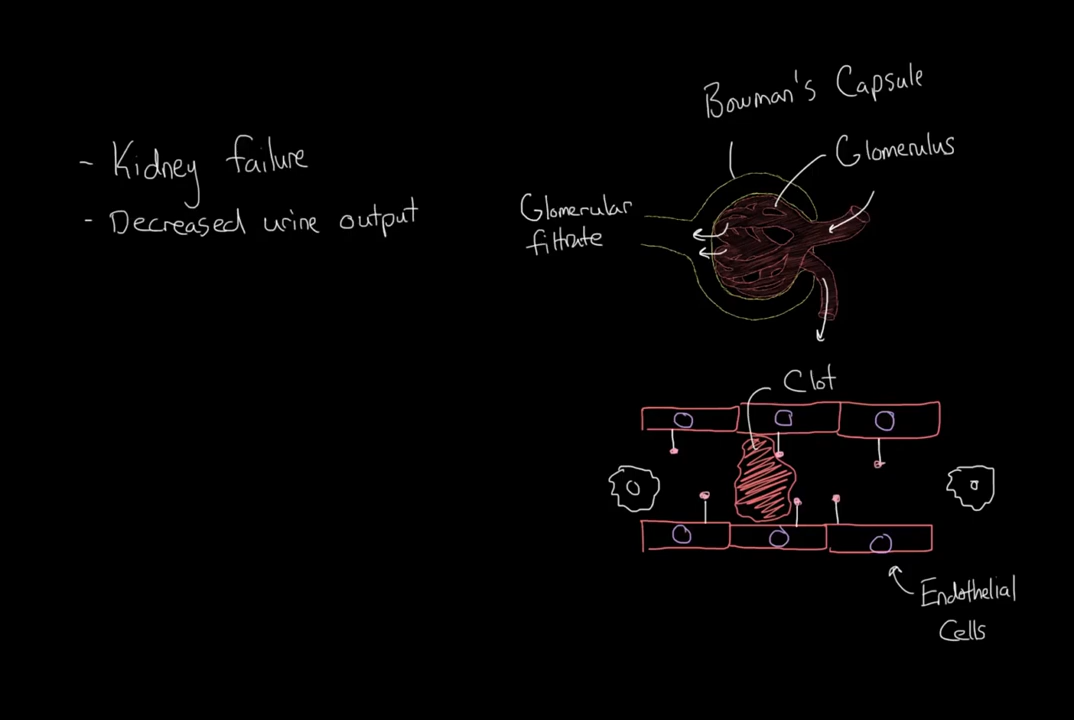 - Kidney failure
- Decreased urine output
Bowman's Capsule
Glomerulus
Glomerular
filtrate
Clot
Endothelial
Cells